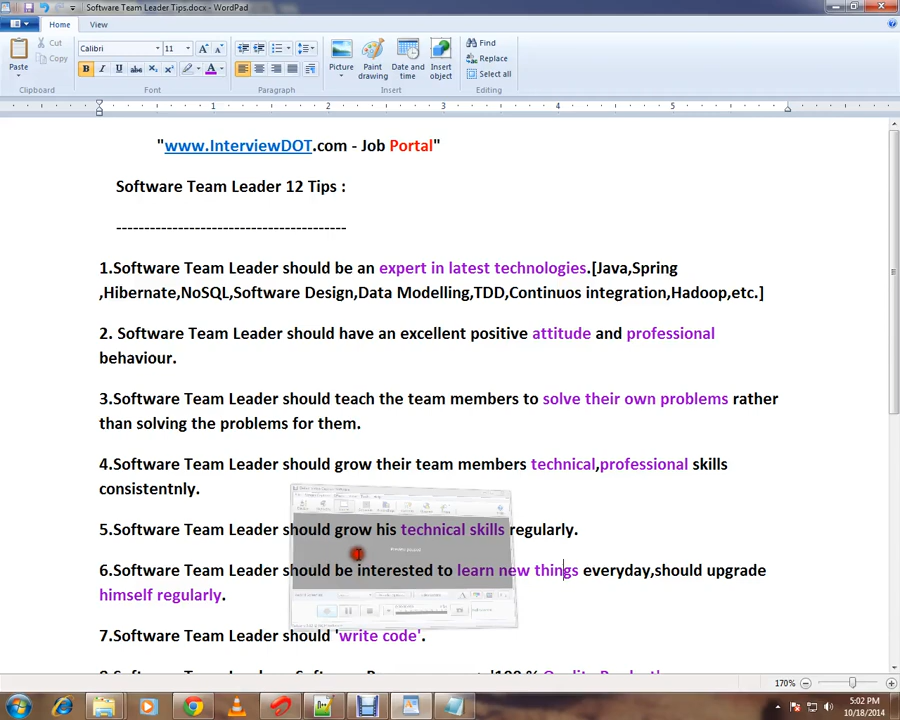 Software Team Leader Tips.docx - WordPad
Home View
Cut
Copy
Paste
Calibri 11
Picture
Paint drawing
Date and time
Insert object
Find
Replace
Select all
Clipboard Font Paragraph Insert Editing
1 2 3 4 5
"www.InterviewDOT.com - Job Portal"
Software Team Leader 12 Tips :
-----------------------------------------
1.Software Team Leader should be an expert in latest technologies.[Java,Spring
,Hibernate,NoSQL,Software Design,Data Modelling,TDD,Continuos integration,Hadoop,etc.]
2. Software Team Leader should have an excellent positive attitude and professional
behaviour.
3.Software Team Leader should teach the team members to solve their own problems rather
than solving the problems for them.
4.Software Team Leader should grow their team members technical,professional skills
consistentnly.
5.Software Team Leader should grow his technical skills regularly.
6.Software Team Leader should be interested to learn new things everyday,should upgrade
himself regularly.
7.Software Team Leader should 'write code'.
170%
5:02 PM
10/18/2014